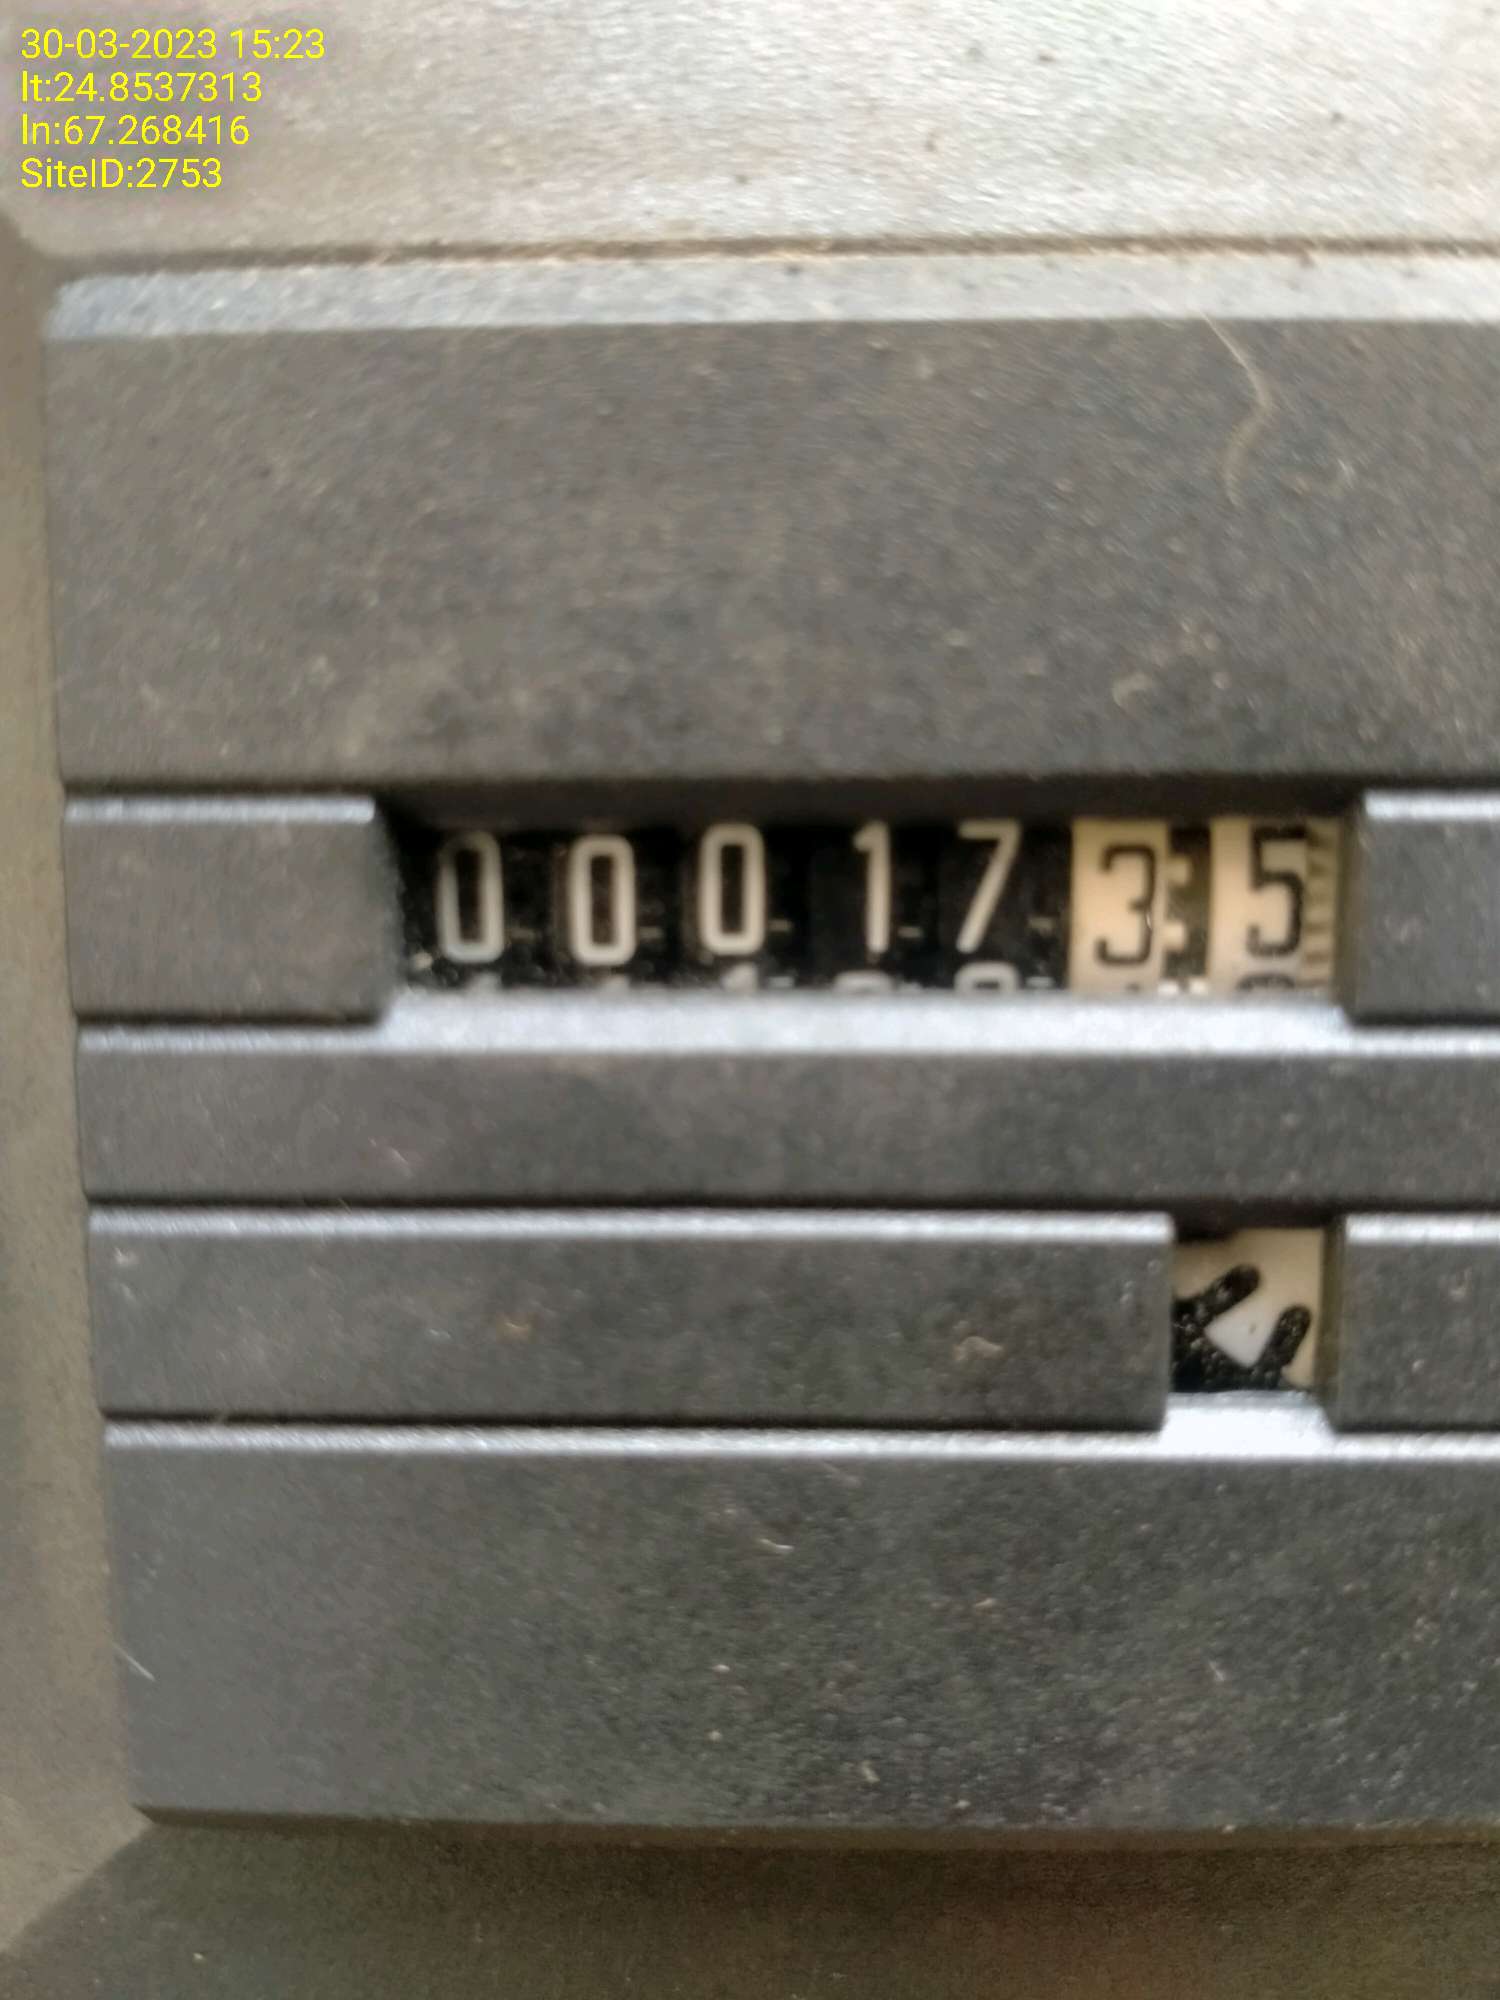 30-03-2023 15:23
lt:24.8537313
ln:67.268416
SiteID:2753
0001735